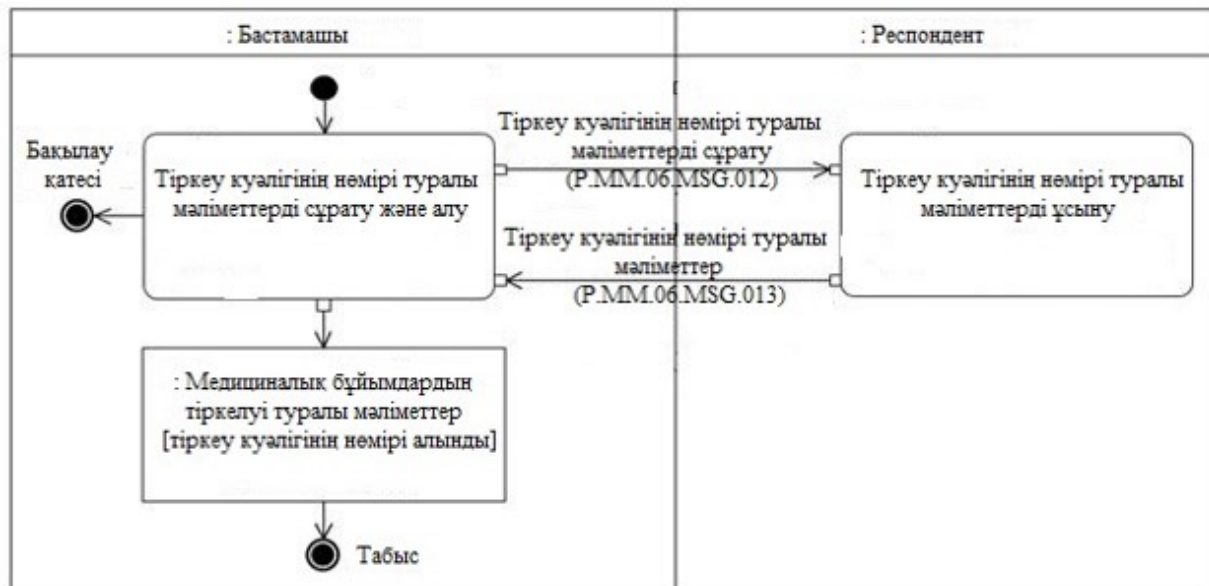 : Бастамашы
: Респондент
Бақылау
қатесі
Тіркеу куәлігінің нөмірі туралы
мәліметтерді сұрату және алу
Тіркеу куәлігінің нөмірі туралы
мәліметтерді сұрату
(P.MM.06.MSG.012)
Тіркеу куәлігінің нөмірі туралы
мәліметтерді ұсыну
Тіркеу куәлігінің нөмірі туралы
мәліметтер
(P.MM.06.MSG.013)
: Медициналық бұйымдардың
тіркелуі туралы мәліметтер
[тіркеу куәлігінің нөмірі алынды]
Табыс